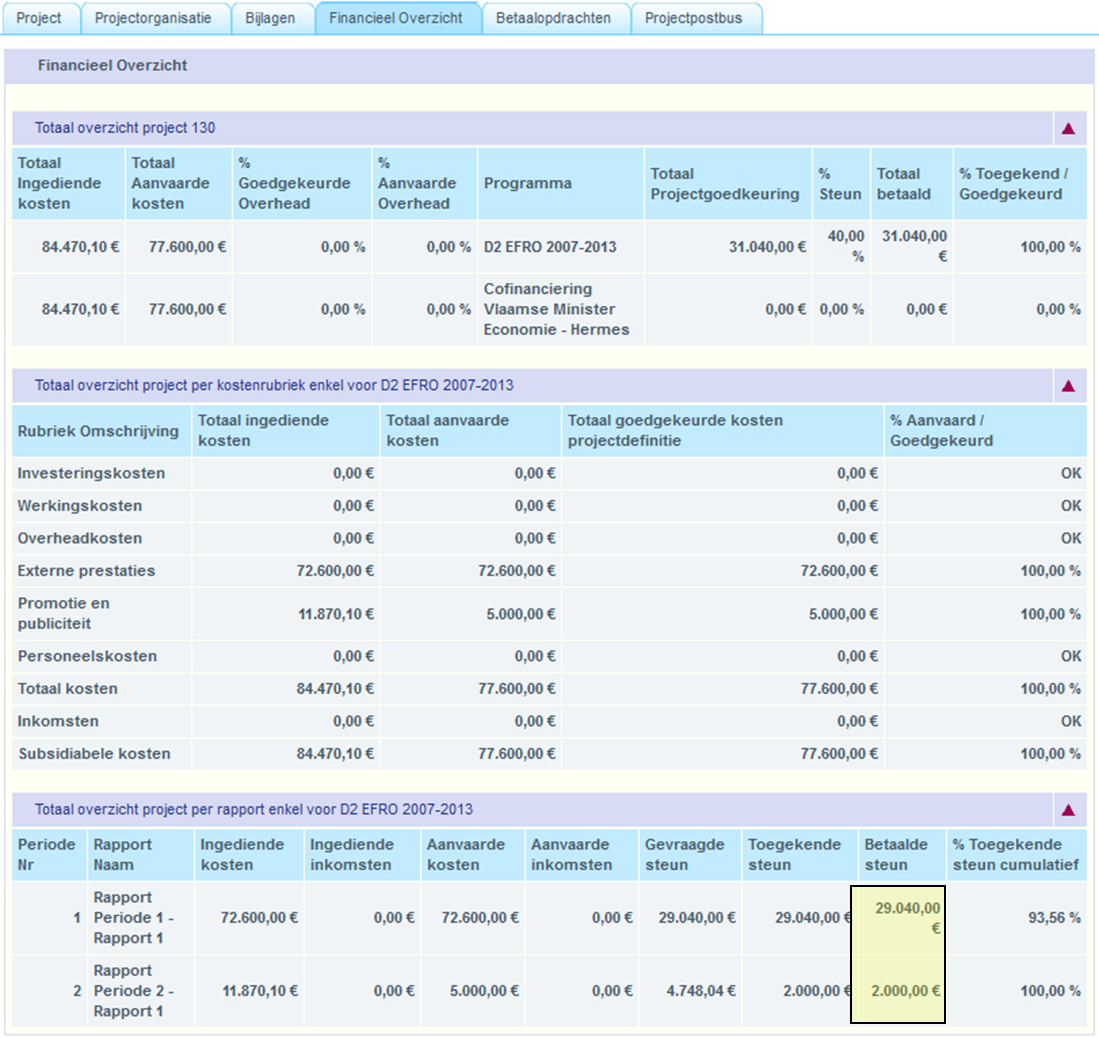 Project Projectorganisatie Bijlagen Financieel Overzicht Betaalopdrachten Projectpostbus
Financieel Overzicht
Totaal overzicht project 130
Totaal Ingediende kosten Totaal Aanvaarde kosten % Goedgekeurde Overhead % Aanvaarde Overhead Programma Totaal Projectgoedkeuring % Steun Totaal betaald % Toegekend / Goedgekeurd
84.470,10 € 77.600,00 € 0,00 % 0,00 % D2 EFRO 2007-2013 31.040,00 € 40,00 % 31.040,00 € 100,00 %
84.470,10 € 77.600,00 € 0,00 % 0,00 % Cofinanciering Vlaamse Minister Economie - Hermes 0,00 € 0,00 % 0,00 € 0,00 %
Totaal overzicht project per kostenrubriek enkel voor D2 EFRO 2007-2013
Rubriek Omschrijving Totaal ingediende kosten Totaal aanvaarde kosten Totaal goedgekeurde kosten projectdefinitie % Aanvaard / Goedgekeurd
Investeringskosten 0,00 € 0,00 € 0,00 € OK
Werkingskosten 0,00 € 0,00 € 0,00 € OK
Overheadkosten 0,00 € 0,00 € 0,00 € OK
Externe prestaties 72.600,00 € 72.600,00 € 72.600,00 € 100,00 %
Promotie en publiciteit 11.870,10 € 5.000,00 € 5.000,00 € 100,00 %
Personeelskosten 0,00 € 0,00 € 0,00 € OK
Totaal kosten 84.470,10 € 77.600,00 € 77.600,00 € 100,00 %
Inkomsten 0,00 € 0,00 € 0,00 € OK
Subsidiabele kosten 84.470,10 € 77.600,00 € 77.600,00 € 100,00 %
Totaal overzicht project per rapport enkel voor D2 EFRO 2007-2013
Periode Nr Rapport Naam Ingediende kosten Ingediende inkomsten Aanvaarde kosten Aanvaarde inkomsten Gevraagde steun Toegekende steun Betaalde steun % Toegekende steun cumulatief
1 Rapport Periode 1 - Rapport 1 72.600,00 € 0,00 € 72.600,00 € 0,00 € 29.040,00 € 29.040,00 € 29.040,00 € 93,56 %
2 Rapport Periode 2 - Rapport 1 11.870,10 € 0,00 € 5.000,00 € 0,00 € 4.748,04 € 2.000,00 € 2.000,00 € 100,00 %